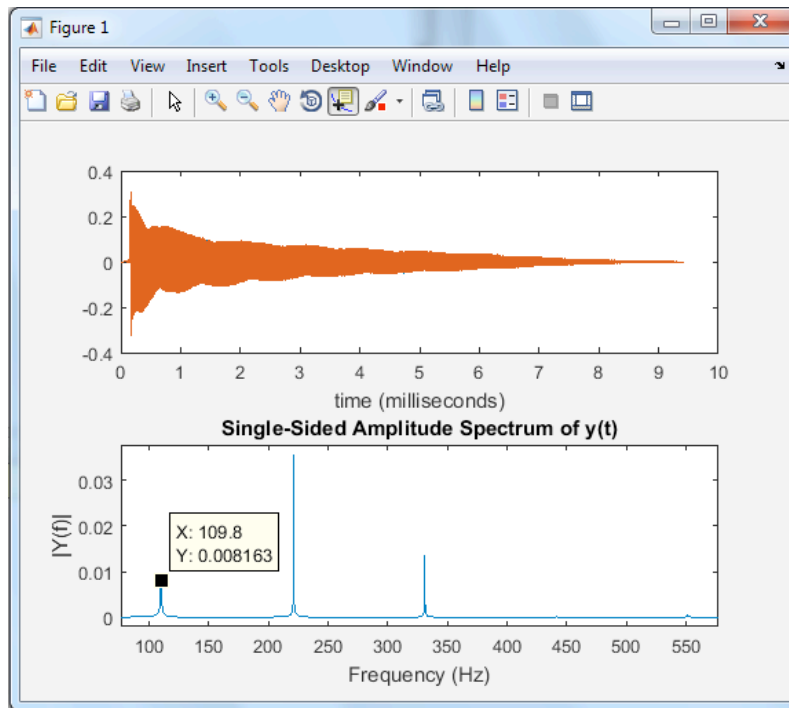 Figure 1
File Edit View Insert Tools Desktop Window Help
0.4
0.2
0
-0.2
-0.4
0 1 2 3 4 5 6 7 8 9 10
time (milliseconds)
Single-Sided Amplitude Spectrum of y(t)
|Y(f)|
0.03
0.02
0.01
0
X: 109.8
Y: 0.008163
100 150 200 250 300 350 400 450 500 550
Frequency (Hz)